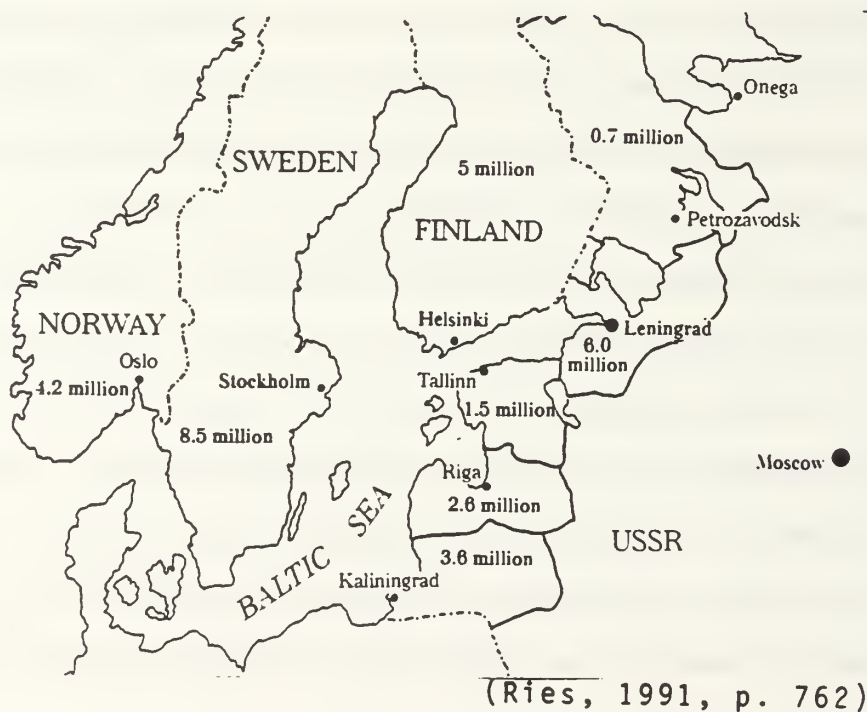 Onega
0.7 million
SWEDEN
5 million
Petrozavodsk
FINLAND
NORWAY
Helsinki
Leningrad
6.0
million
Oslo
4.2 million
Stockholm
Tallinn
1.5 million
8.5 million
Moscow
Riga
2.6 million
BALTIC SEA
USSR
3.6 million
Kaliningrad
(Ries, 1991, p. 762)